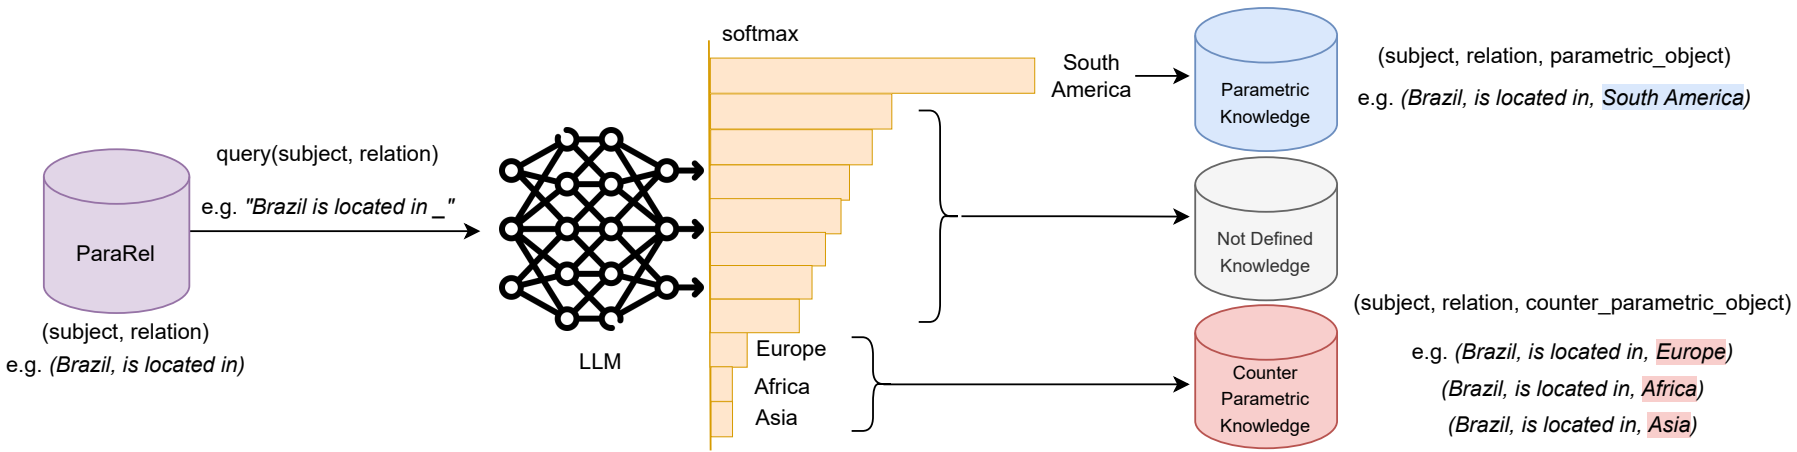 ParaRel
(subject, relation)
e.g. (Brazil, is located in)
query(subject, relation)
e.g. "Brazil is located in _"
LLM
softmax
South
America
Europe
Africa
Asia
Parametric
Knowledge
(subject, relation, parametric_object)
e.g. (Brazil, is located in, South America)
Not Defined
Knowledge
Counter
Parametric
Knowledge
(subject, relation, counter_parametric_object)
e.g. (Brazil, is located in, Europe)
(Brazil, is located in, Africa)
(Brazil, is located in, Asia)